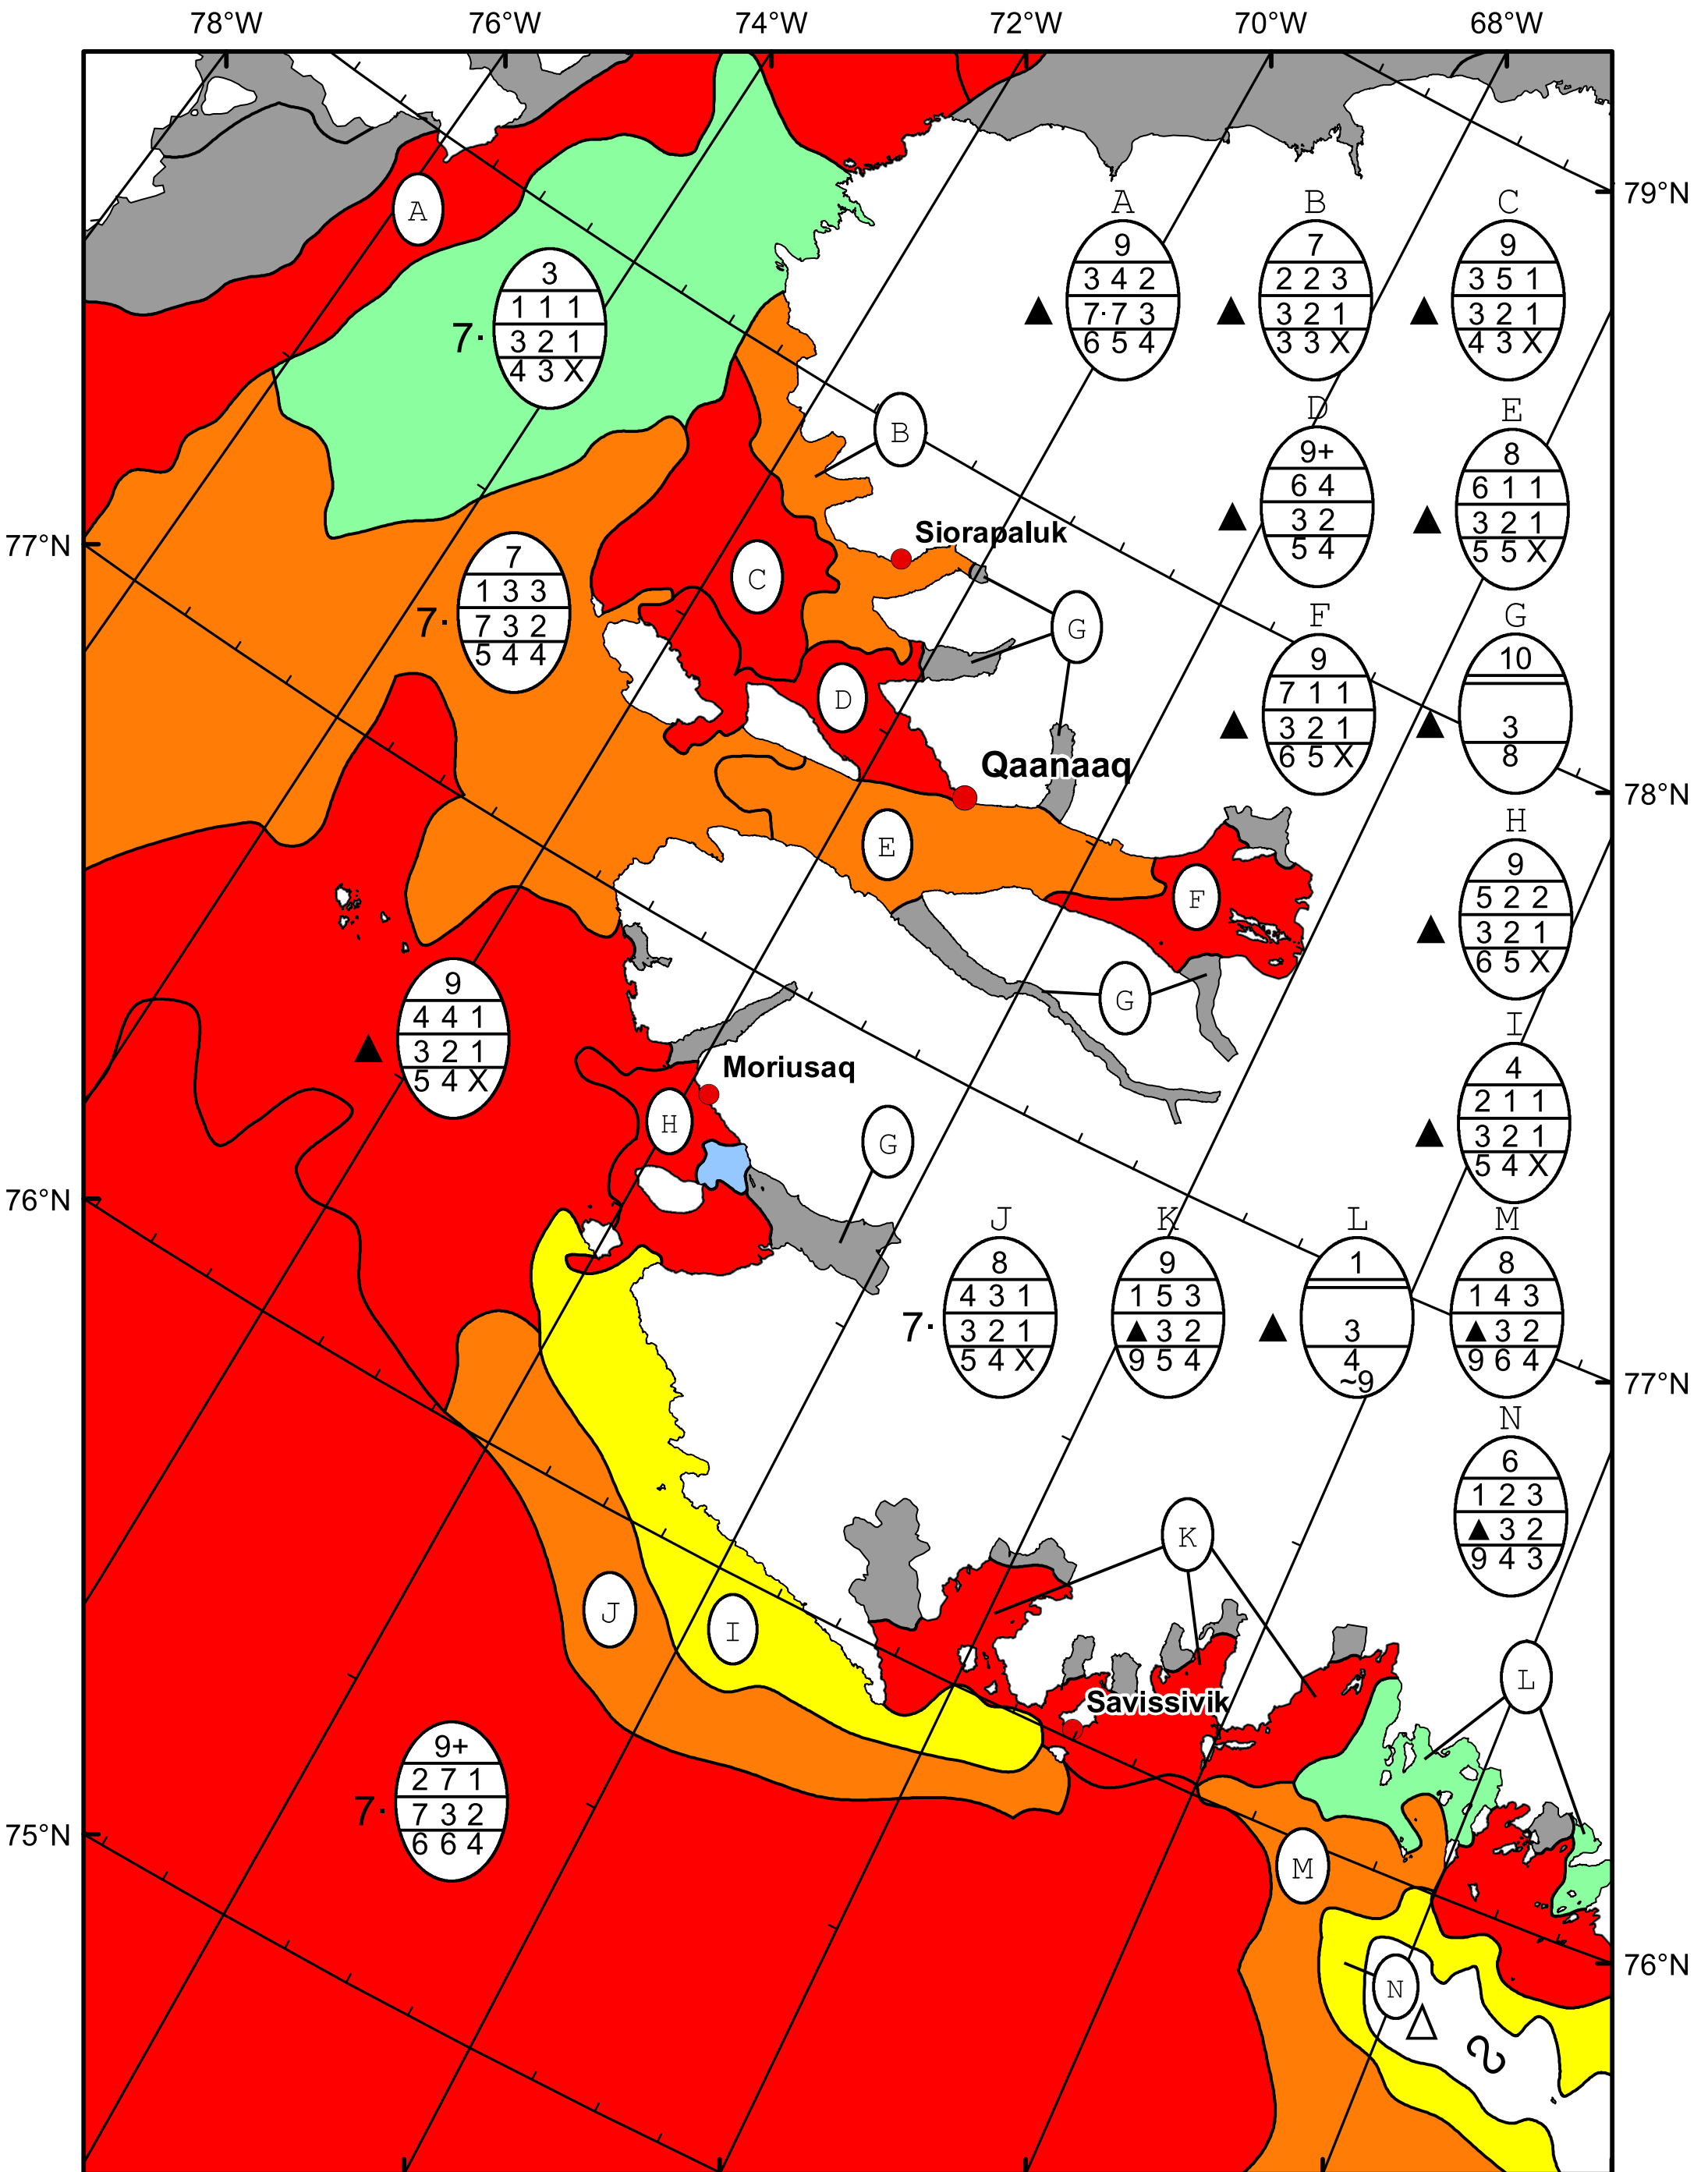 78°W 76°W 74°W 72°W 70°W 68°W
79°N
A B C
A
9
3 4 2
7· 7 3
6 5 4
7
2 2 3
3 2 1
3 3 X
9
3 5 1
3 2 1
4 3 X
3
1 1 1
7· 3 2 1
4 3 X
B
D E
9+
6 4
3 2
5 4
8
6 1 1
3 2 1
5 5 X
Siorapaluk
77°N
7
1 3 3
7· 7 3 2
5 4 4
C
G
F G
9
7 1 1
3 2 1
6 5 X
10
3
8
D
Qaanaaq
78°N
E
F
H
9
5 2 2
3 2 1
6 5 X
G
9
4 4 1
3 2 1
5 4 X
Moriusaq
H
G
I
4
2 1 1
3 2 1
5 4 X
76°N
J K L M
8
4 3 1
7· 3 2 1
5 4 X
9
1 5 3
▲ 3 2
9 5 4
1
3
4
~9
8
1 4 3
▲ 3 2
9 6 4
77°N
N
6
1 2 3
▲ 3 2
9 4 3
K
J
I
L
Savissivik
9+
2 7 1
7· 7 3 2
6 6 4
75°N
M
76°N
N